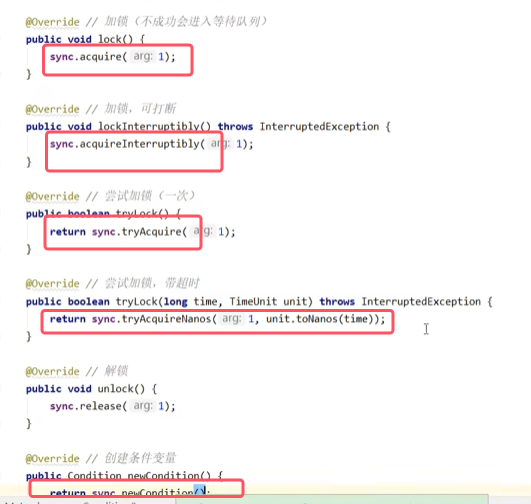 @Override // 加锁（不成功会进入等待队列）
public void lock() {
sync.acquire( arg: 1);
}
@Override // 加锁，可打断
public void lockInterruptibly() throws InterruptedException {
sync.acquireInterruptibly( arg: 1);
}
@Override // 尝试加锁（一次）
public boolean tryLock() {
return sync.tryAcquire( arg: 1);
}
@Override // 尝试加锁，带超时
public boolean tryLock(long time, TimeUnit unit) throws InterruptedException {
return sync.tryAcquireNanos( arg: 1, unit.toNanos(time));
}
@Override // 解锁
public void unlock() {
sync.release( arg: 1);
}
@Override // 创建条件变量
public Condition newCondition() {
return sync.newCondition();